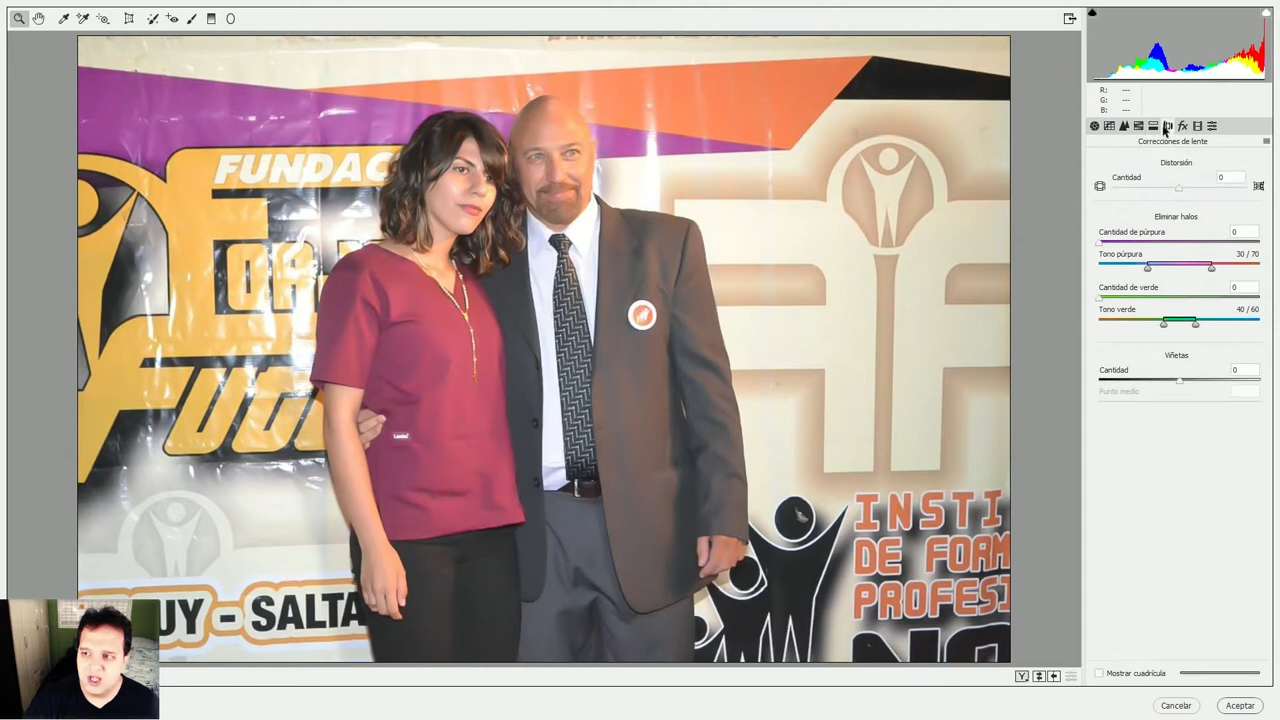 R: ---
G: ---
B: ---
Correcciones de lente
Distorsión
Cantidad 0
Eliminar halos
Cantidad de púrpura 0
Tono púrpura 30 / 70
Cantidad de verde 0
Tono verde 40 / 60
Viñetas
Cantidad 0
Punto medio
Mostrar cuadrícula
Cancelar Aceptar
FUNDAC
UY - SALTA
INSTI
DE FORM
PROFESI
NO